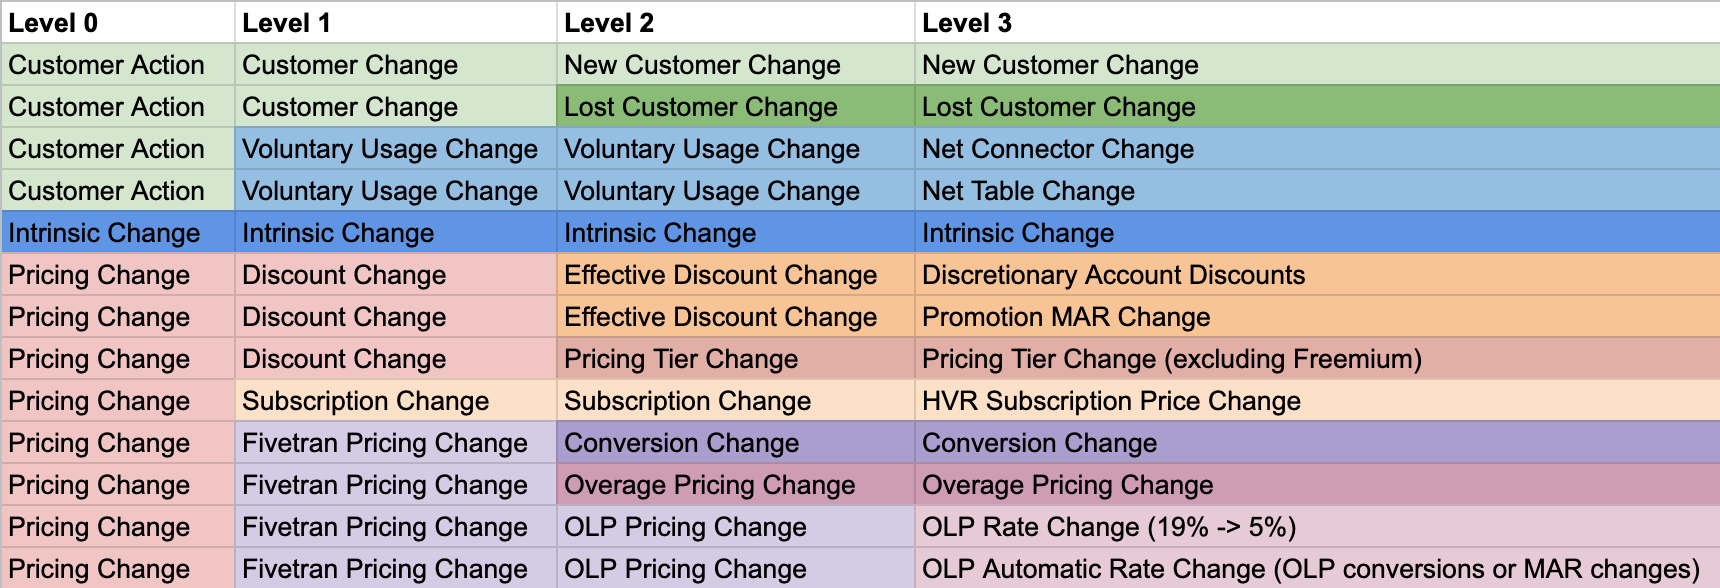 Level 0 Level 1 Level 2 Level 3
Customer Action Customer Change New Customer Change New Customer Change
Customer Action Customer Change Lost Customer Change Lost Customer Change
Customer Action Voluntary Usage Change Voluntary Usage Change Net Connector Change
Customer Action Voluntary Usage Change Voluntary Usage Change Net Table Change
Intrinsic Change Intrinsic Change Intrinsic Change Intrinsic Change
Pricing Change Discount Change Effective Discount Change Discretionary Account Discounts
Pricing Change Discount Change Effective Discount Change Promotion MAR Change
Pricing Change Discount Change Pricing Tier Change Pricing Tier Change (excluding Freemium)
Pricing Change Subscription Change Subscription Change HVR Subscription Price Change
Pricing Change Fivetran Pricing Change Conversion Change Conversion Change
Pricing Change Fivetran Pricing Change Overage Pricing Change Overage Pricing Change
Pricing Change Fivetran Pricing Change OLP Pricing Change OLP Rate Change (19% -> 5%)
Pricing Change Fivetran Pricing Change OLP Pricing Change OLP Automatic Rate Change (OLP conversions or MAR changes)